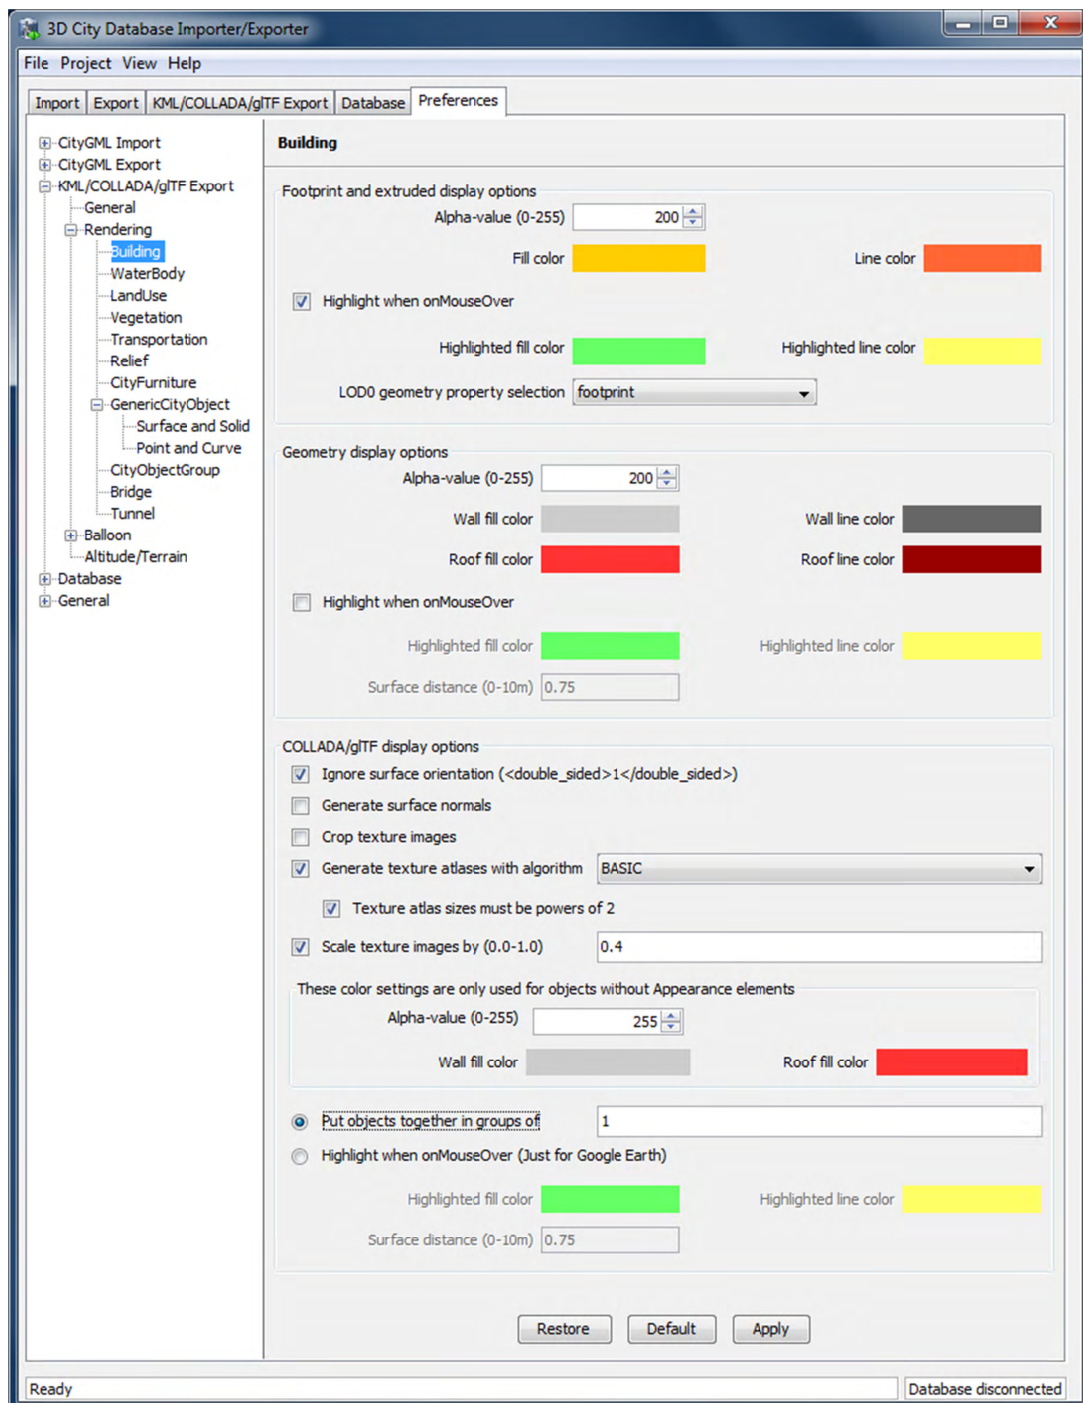 3D City Database Importer/Exporter
File Project View Help
Import Export KML/COLLADA/glTF Export Database Preferences
CityGML Import
CityGML Export
KML/COLLADA/glTF Export
General
Rendering
Building
WaterBody
LandUse
Vegetation
Transportation
Relief
CityFurniture
GenericCityObject
Surface and Solid
Point and Curve
CityObjectGroup
Bridge
Tunnel
Balloon
Altitude/Terrain
Database
General
Building
Footprint and extruded display options
Alpha-value (0-255) 200
Fill color Line color
Highlight when onMouseOver
Highlighted fill color Highlighted line color
LOD0 geometry property selection footprint
Geometry display options
Alpha-value (0-255) 200
Wall fill color Wall line color
Roof fill color Roof line color
Highlight when onMouseOver
Highlighted fill color Highlighted line color
Surface distance (0-10m) 0.75
COLLADA/glTF display options
Ignore surface orientation (<double_sided>1</double_sided>)
Generate surface normals
Crop texture images
Generate texture atlases with algorithm BASIC
Texture atlas sizes must be powers of 2
Scale texture images by (0.0-1.0) 0.4
These color settings are only used for objects without Appearance elements
Alpha-value (0-255) 255
Wall fill color Roof fill color
Put objects together in groups of 1
Highlight when onMouseOver (Just for Google Earth)
Highlighted fill color Highlighted line color
Surface distance (0-10m) 0.75
Restore Default Apply
Ready Database disconnected